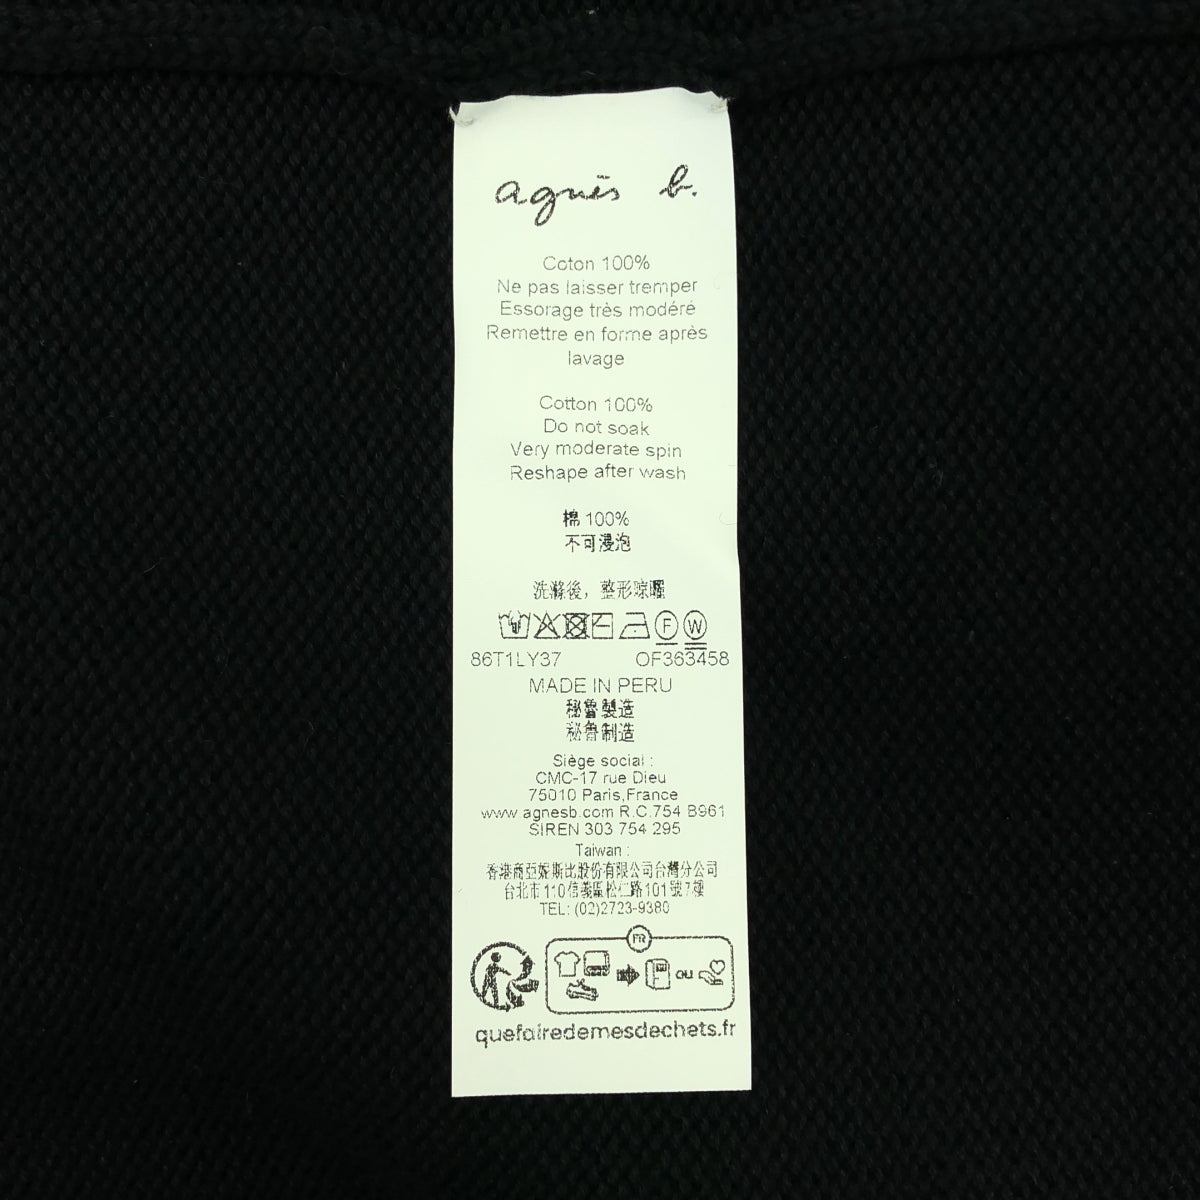 agnès b.
Coton 100%
Ne pas laisser tremper
Essorage très modéré
Remettre en forme après
lavage
Cotton 100%
Do not soak
Very moderate spin
Reshape after wash
棉 100%
不可浸泡
洗滌後，整形晾曬
F W
86T1LY37 OF363458
MADE IN PERU
秘魯製造
秘魯制造
Siège social :
CMC-17 rue Dieu
75010 Paris,France
www.agnesb.com R.C.754 B961
SIREN 303 754 295
Taiwan :
香港商亞妮斯比股份有限公司台灣分公司
台北市110信義區松仁路101號7樓
TEL: (02)2723-9380
FR
OU
quefairedemesdechets.fr